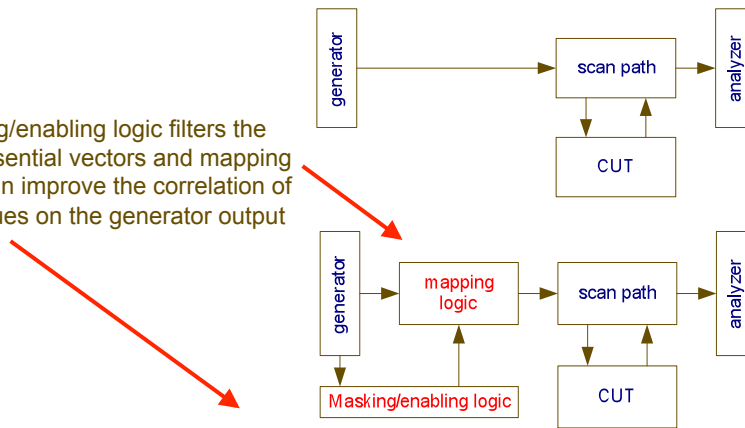 generator
scan path
analyzer
CUT
g/enabling logic filters the
sential vectors and mapping
n improve the correlation of
ues on the generator output
generator
mapping
logic
scan path
analyzer
Masking/enabling logic
CUT